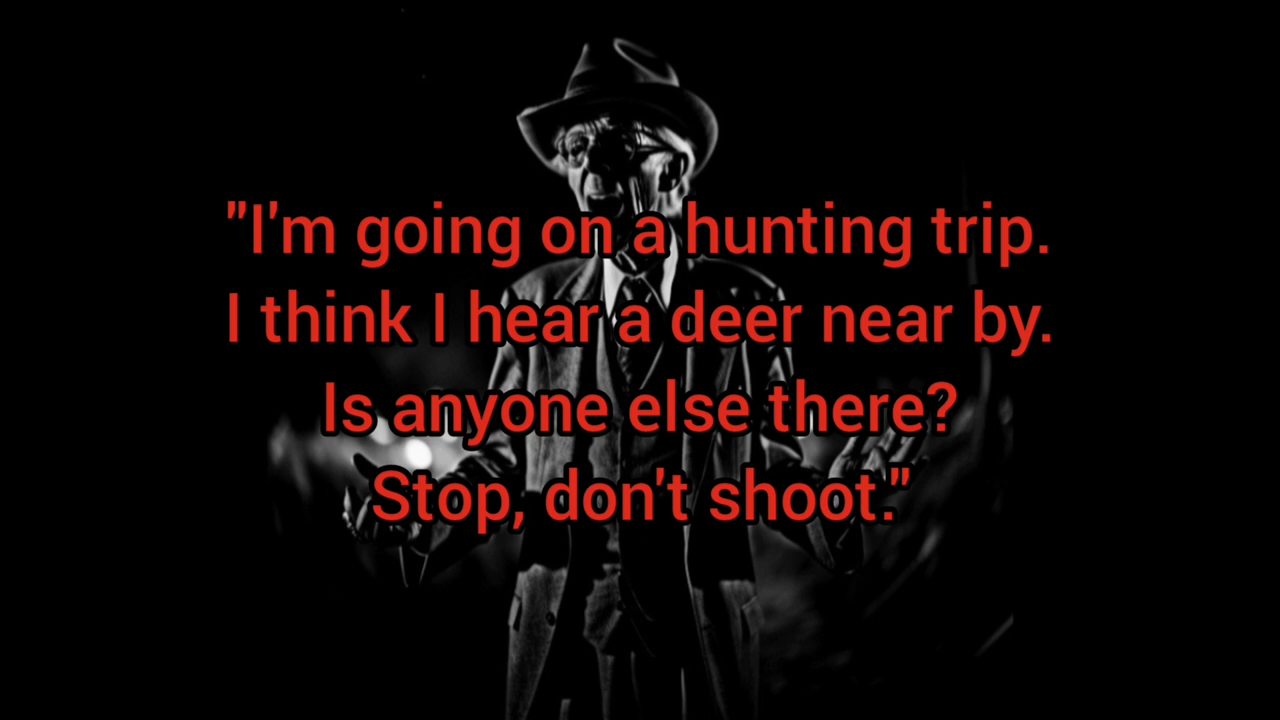 "I'm going on a hunting trip.
I think I hear a deer near by.
Is anyone else there?
Stop, don't shoot."